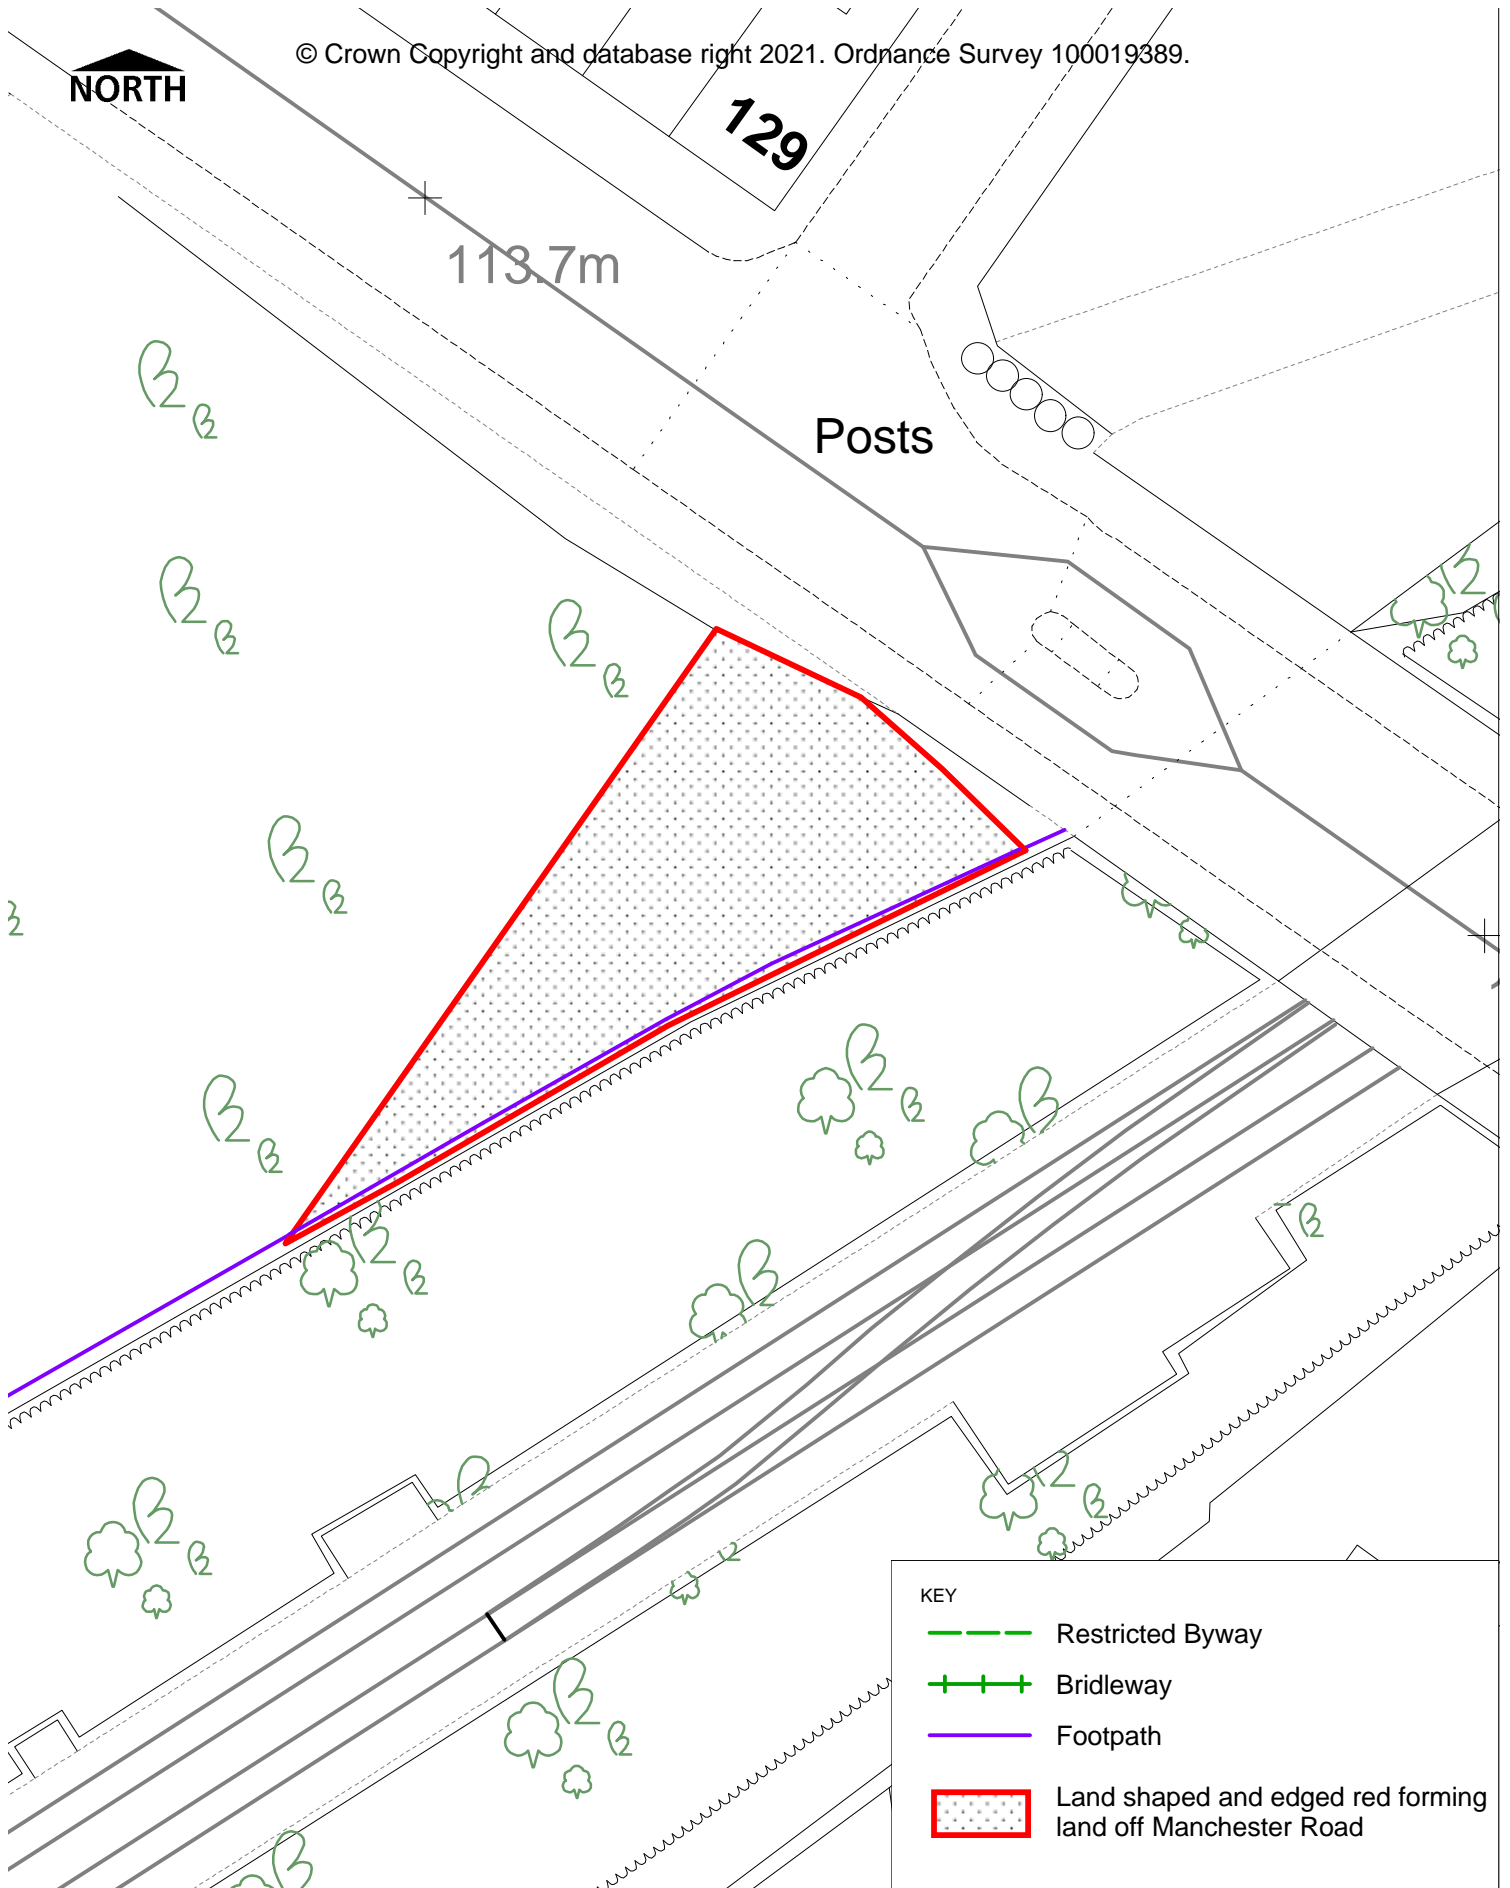 © Crown Copyright and database right 2021. Ordnance Survey 100019389.
NORTH
129
113.7m
Posts
KEY
Restricted Byway
Bridleway
Footpath
Land shaped and edged red forming
land off Manchester Road